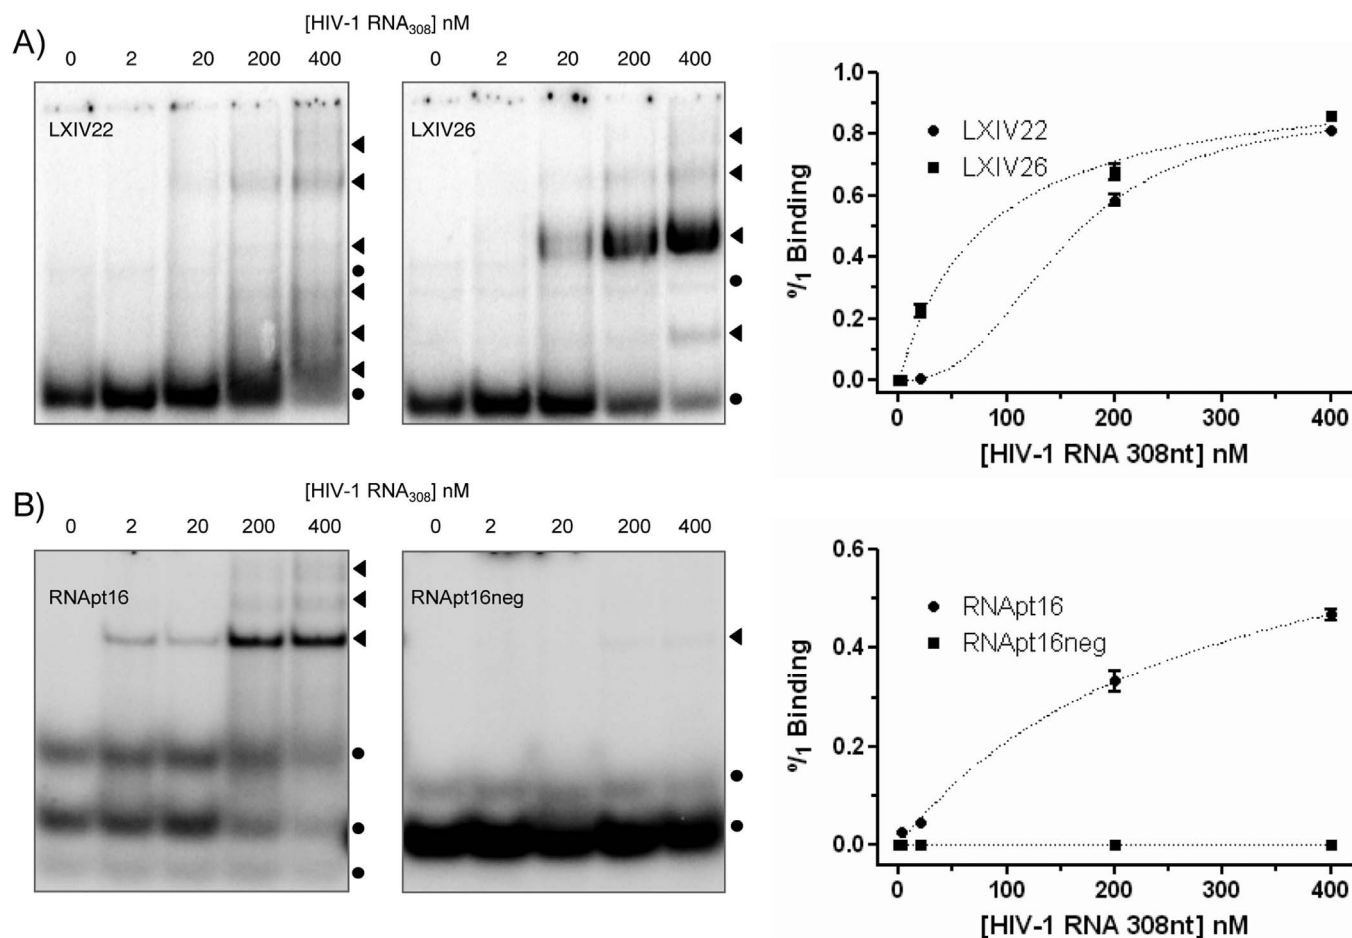 A)
[HIV-1 RNA308] nM
0 2 20 200 400
0 2 20 200 400
LXIV22
LXIV26
1.0
0.8
0.6
0.4
0.2
0.0
º/₁ Binding
LXIV22
LXIV26
0 100 200 300 400
[HIV-1 RNA 308nt] nM
B)
[HIV-1 RNA308] nM
0 2 20 200 400
0 2 20 200 400
RNApt16
RNApt16neg
0.6
0.4
0.2
0.0
º/₁ Binding
RNApt16
RNApt16neg
0 100 200 300 400
[HIV-1 RNA 308nt] nM